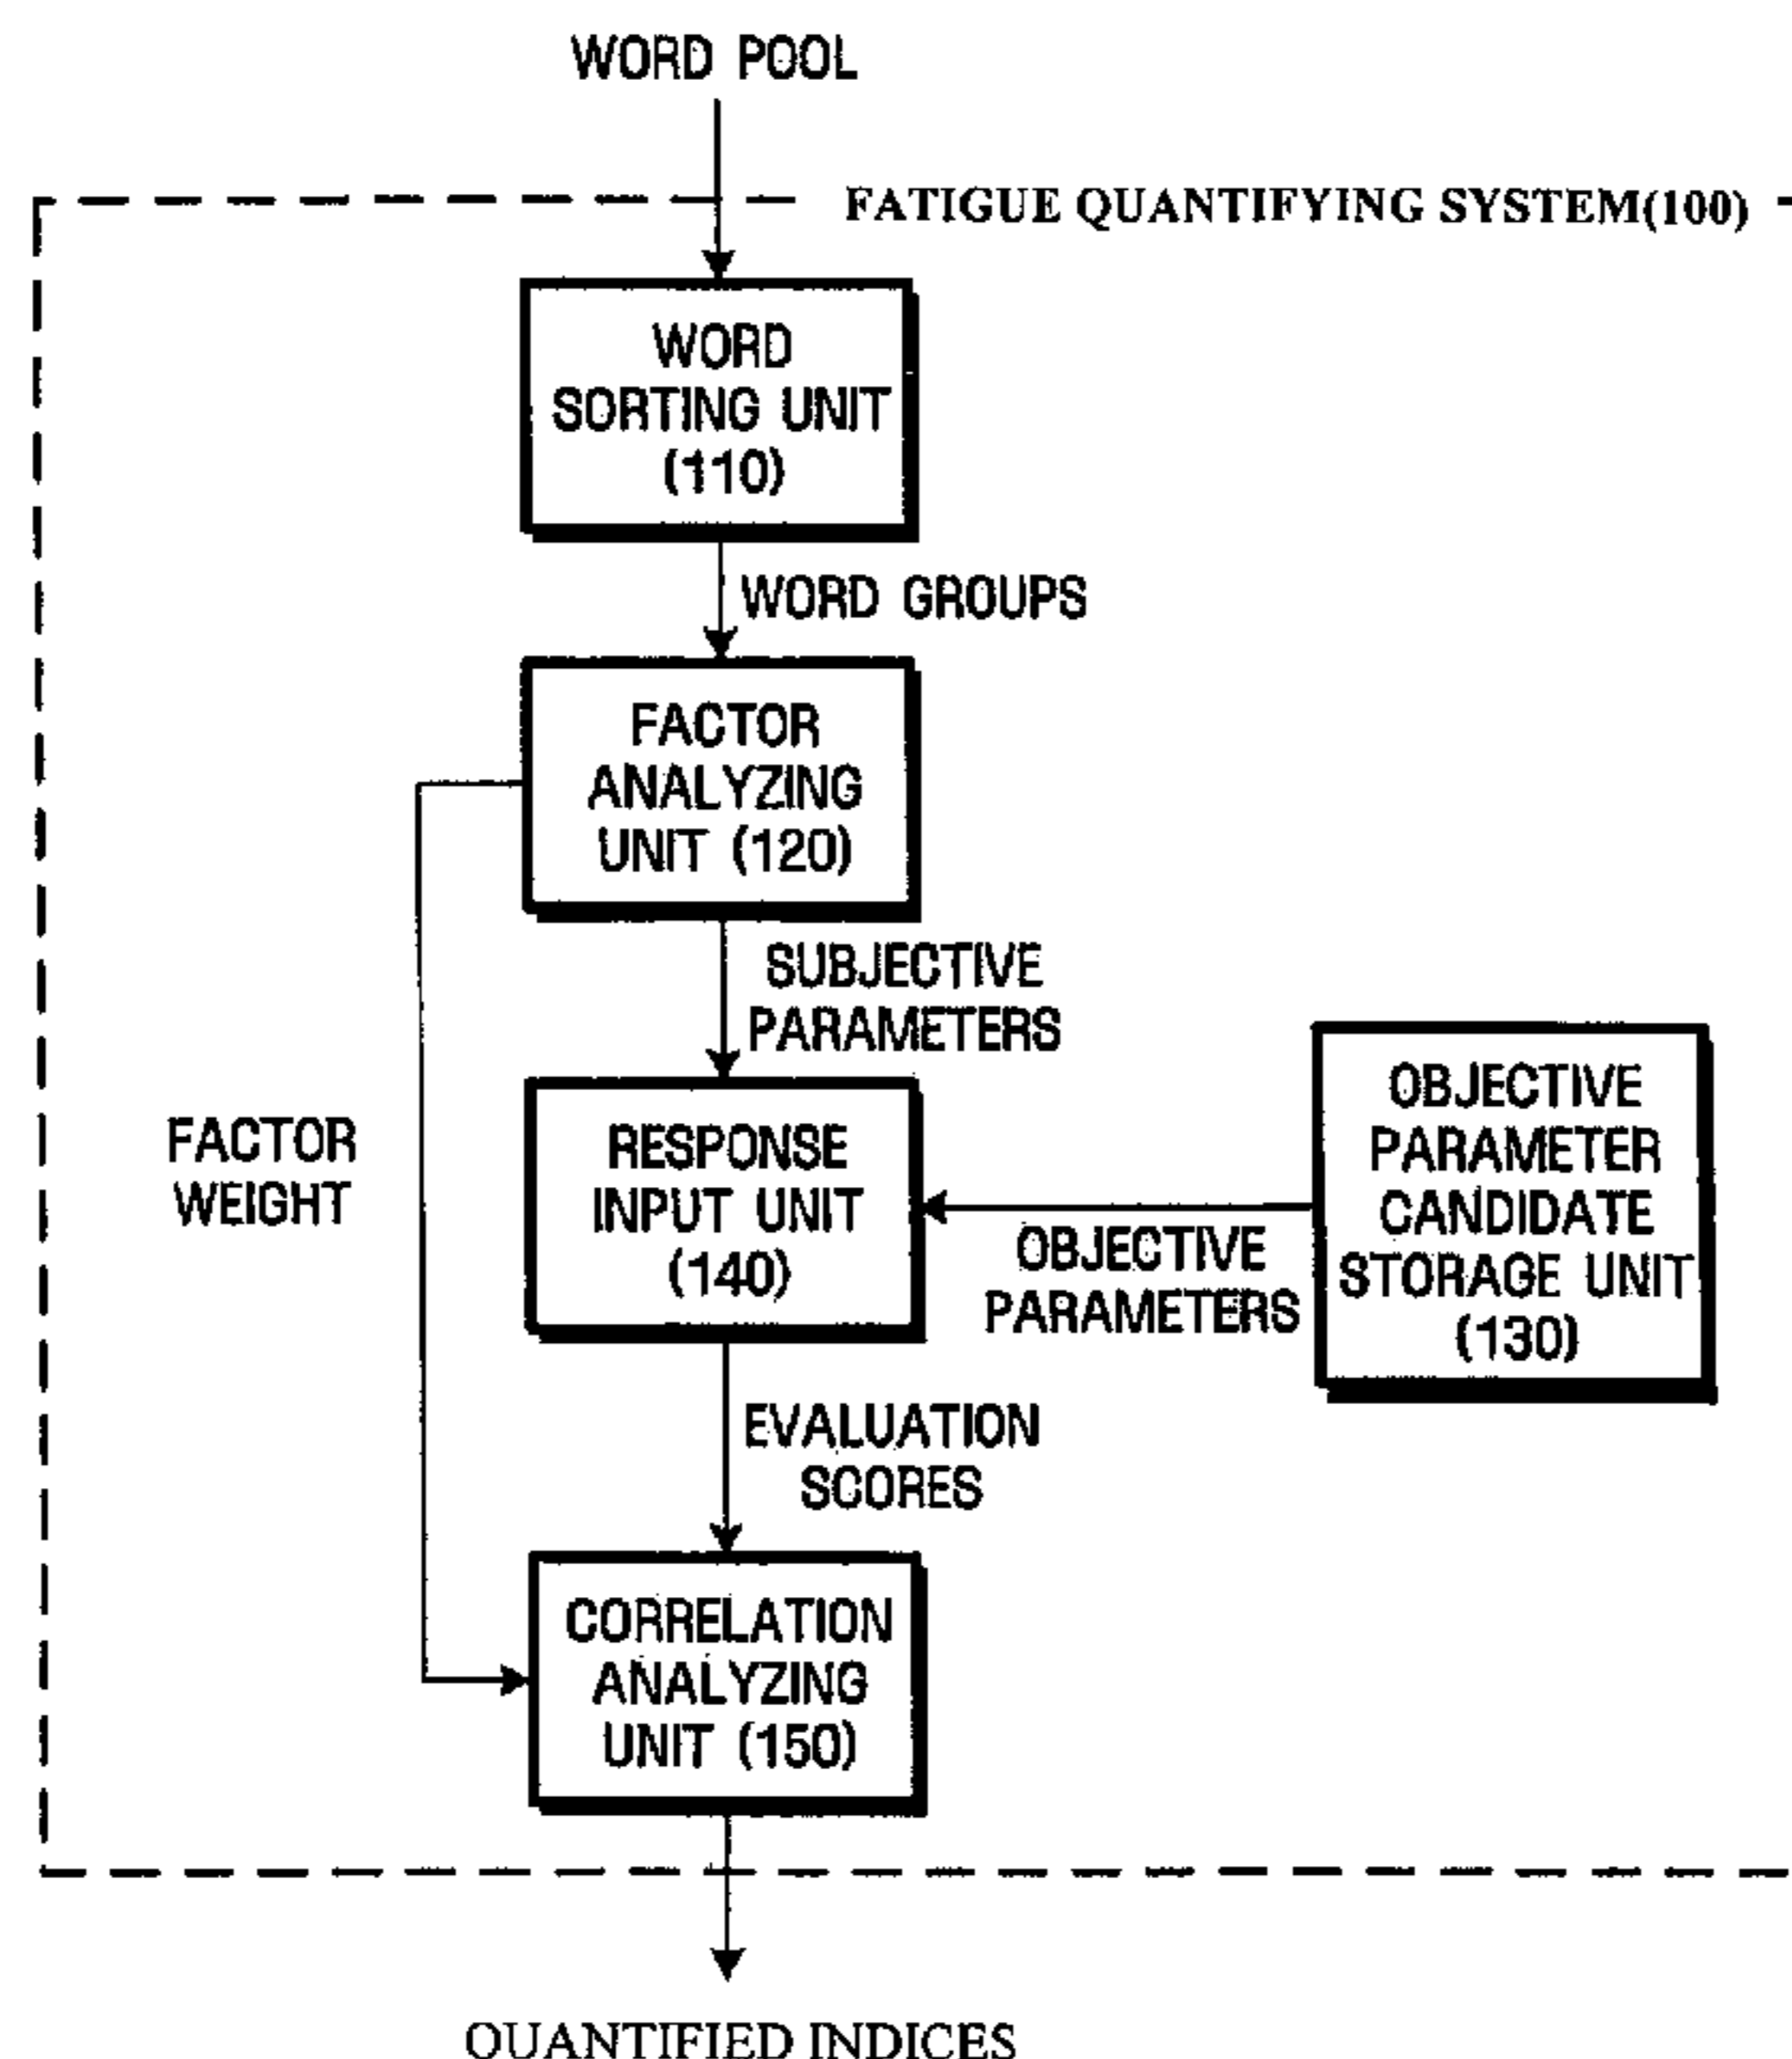 WORD POOL
FATIGUE QUANTIFYING SYSTEM(100)
WORD
SORTING UNIT
(110)
WORD GROUPS
FACTOR
ANALYZING
UNIT (120)
SUBJECTIVE
PARAMETERS
FACTOR
WEIGHT
RESPONSE
INPUT UNIT
(140)
OBJECTIVE
PARAMETERS
OBJECTIVE
PARAMETER
CANDIDATE
STORAGE UNIT
(130)
EVALUATION
SCORES
CORRELATION
ANALYZING
UNIT (150)
QUANTIFIED INDICES